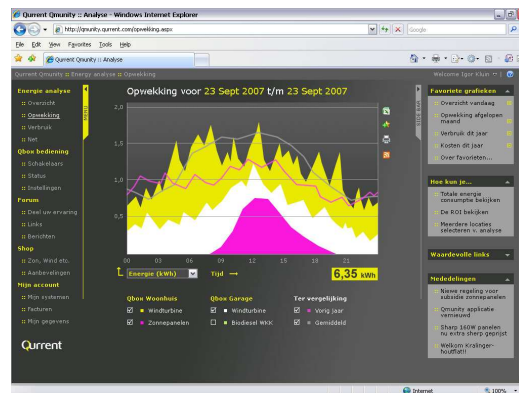 Qurrent Qmunity :: Analyse - Windows Internet Explorer
http://qmunity.qurrent.com/opwekking.aspx
Google
File Edit View Favorites Tools Help
Qurrent Qmunity :: Analyse
Qurrent Qmunity :: Energy analyse :: Opwekking
Welcome Igor Kluin
Energie analyse
:: Overzicht
:: Opwekking
:: Verbruik
:: Net
Qbox bediening
:: Schakelaars
:: Status
:: Instellingen
Forum
:: Deel uw ervaring
:: Links
:: Berichten
Shop
:: Zon, Wind etc.
:: Aanbevelingen
Mijn account
:: Mijn systemen
:: Facturen
:: Mijn gegevens
Qurrent
Opwekking voor 23 Sept 2007 t/m 23 Sept 2007
2,0
1,5
1,0
0,5
00 03 06 09 12 15 18 21
Energie (kWh)
Tijd →
6,35 kWh
Qbox Woonhuis
Windturbine
Zonnepanelen
Qbox Garage
Windturbine
Biodiesel WKK
Ter vergelijking
Vorig jaar
Gemiddeld
Favoriete grafieken
:: Overzicht vandaag
:: Opwekking afgelopen
maand
:: Verbruik dit jaar
:: Kosten dit jaar
:: Over favorieten...
Hoe kun je...
:: Totale energie
consumptie bekijken
:: De ROI bekijken
:: Meerdere locaties
selecteren v. analyse
Waardevolle links
Mededelingen
:: Niewe regeling voor
subsidie zonnepanelen
:: Qmunity applicatie
vernieuwd
:: Sharp 160W panelen
nu extra sherp geprijst
:: Welkom Kralinger-
houtflat!!
Internet
100%